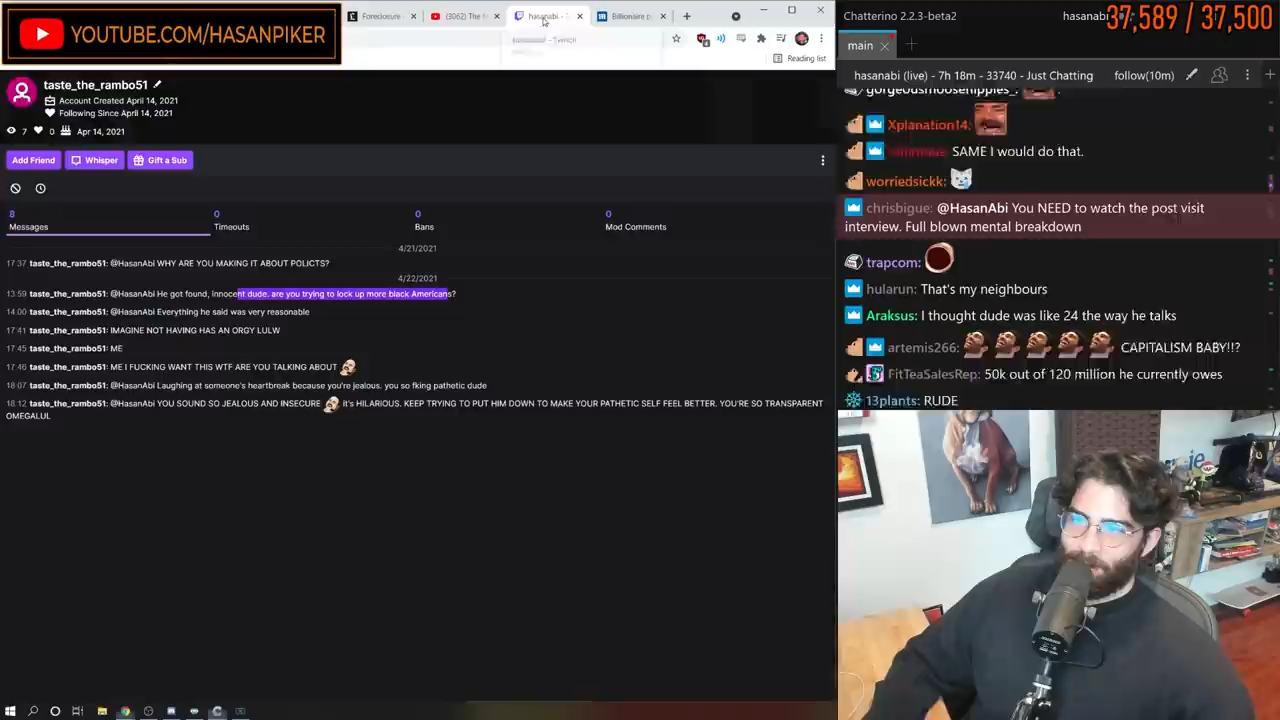 YOUTUBE.COM/HASANPIKER
Foreclosure
(3062) The
hasanabi -
Billionaire p
hasanabi - Twitch
Reading list
taste_the_rambo51
Account Created April 14, 2021
Following Since April 14, 2021
7 0 Apr 14, 2021
Add Friend
Whisper
Gift a Sub
8
Messages
0
Timeouts
0
Bans
0
Mod Comments
4/21/2021
17:37 taste_the_rambo51: @HasanAbi WHY ARE YOU MAKING IT ABOUT POLICTS?
4/22/2021
13:59 taste_the_rambo51: @HasanAbi He got found, innocent dude. are you trying to lock up more black Americans?
14:00 taste_the_rambo51: @HasanAbi Everything he said was very reasonable
17:41 taste_the_rambo51: IMAGINE NOT HAVING HAS AN ORGY LULW
17:45 taste_the_rambo51: ME
17:46 taste_the_rambo51: ME I FUCKING WANT THIS WTF ARE YOU TALKING ABOUT
18:07 taste_the_rambo51: @HasanAbi Laughing at someone's heartbreak because you're jealous. you so fking pathetic dude
18:12 taste_the_rambo51: @HasanAbi YOU SOUND SO JEALOUS AND INSECURE it's HILARIOUS. KEEP TRYING TO PUT HIM DOWN TO MAKE YOUR PATHETIC SELF FEEL BETTER. YOU'RE SO TRANSPARENT
OMEGALUL
Chatterino 2.2.3-beta2
hasanabi
37,589 / 37,500
main
hasanabi (live) - 7h 18m - 33740 - Just Chatting
follow(10m)
gorgeousmoosenipples_:
Xplanation14:
SAME I would do that.
worriedsickk:
chrisbigue: @HasanAbi You NEED to watch the post visit
interview. Full blown mental breakdown
trapcom:
hularun: That's my neighbours
Araksus: I thought dude was like 24 the way he talks
artemis266: CAPITALISM BABY!!?
FitTeaSalesRep: 50k out of 120 million he currently owes
13plants: RUDE